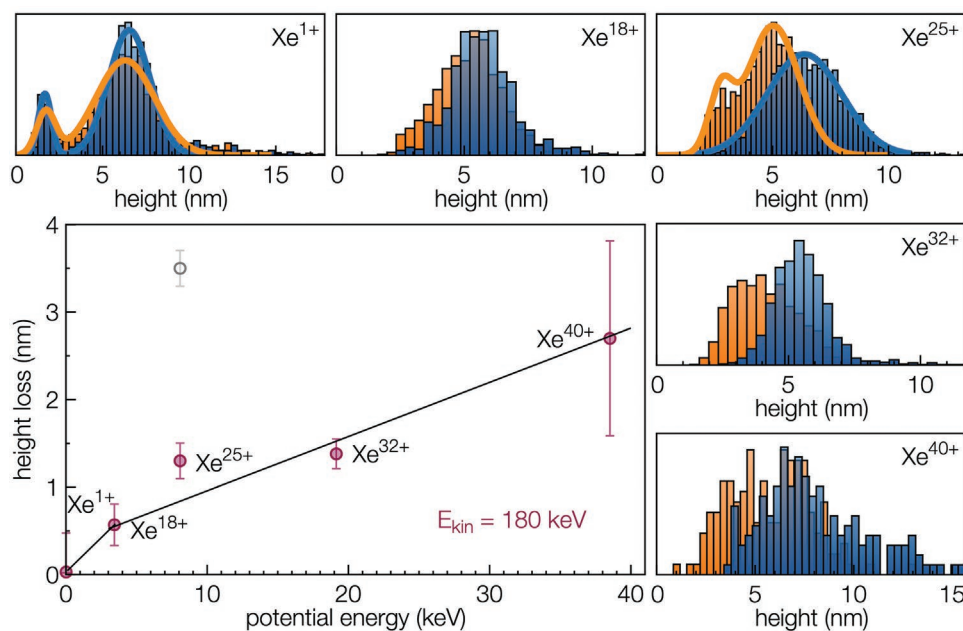 Xe1+
0 5 10 15
height (nm)
Xe18+
0 5 10
height (nm)
Xe25+
0 5 10
height (nm)
height loss (nm)
4
3
2
1
0
Xe1+
Xe18+
Xe25+
Xe32+
Xe40+
Ekin = 180 keV
0 10 20 30 40
potential energy (keV)
Xe32+
0 5 10
height (nm)
Xe40+
0 5 10 15
height (nm)